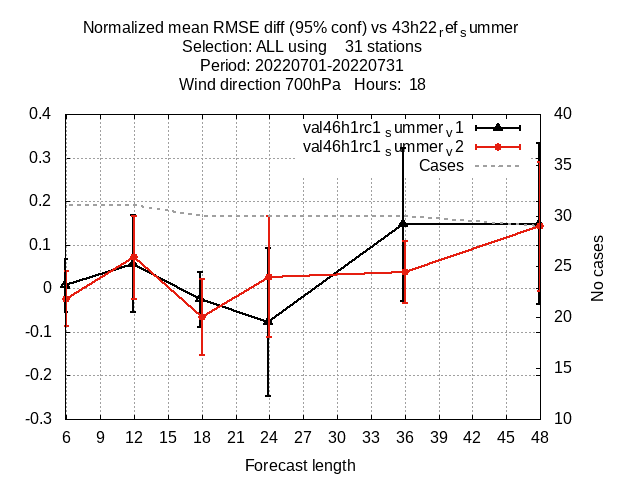 Normalized mean RMSE diff (95% conf) vs 43h22refsummer
Selection: ALL using 31 stations
Period: 20220701-20220731
Wind direction 700hPa Hours: 18
val46h1rc1summerv1
val46h1rc1summerv2
Cases
0.4 40
0.3 35
0.2 30
0.1 25
0
-0.1 20
-0.2 15
-0.3 10
No cases
6 9 12 15 18 21 24 27 30 33 36 39 42 45 48
Forecast length